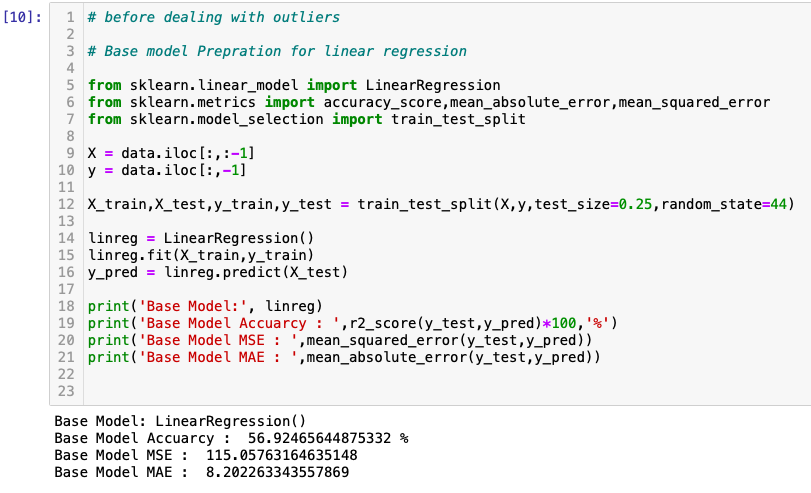 [10]:
1 # before dealing with outliers
2
3 # Base model Prepration for linear regression
4
5 from sklearn.linear_model import LinearRegression
6 from sklearn.metrics import accuracy_score,mean_absolute_error,mean_squared_error
7 from sklearn.model_selection import train_test_split
8
9 X = data.iloc[:,:-1]
10 y = data.iloc[:,-1]
11
12 X_train,X_test,y_train,y_test = train_test_split(X,y,test_size=0.25,random_state=44)
13
14 linreg = LinearRegression()
15 linreg.fit(X_train,y_train)
16 y_pred = linreg.predict(X_test)
17
18 print('Base Model:', linreg)
19 print('Base Model Accuarcy : ',r2_score(y_test,y_pred)*100,'%')
20 print('Base Model MSE : ',mean_squared_error(y_test,y_pred))
21 print('Base Model MAE : ',mean_absolute_error(y_test,y_pred))
22
23
Base Model: LinearRegression()
Base Model Accuarcy :  56.92465644875332 %
Base Model MSE :  115.05763164635148
Base Model MAE :  8.202263343557869